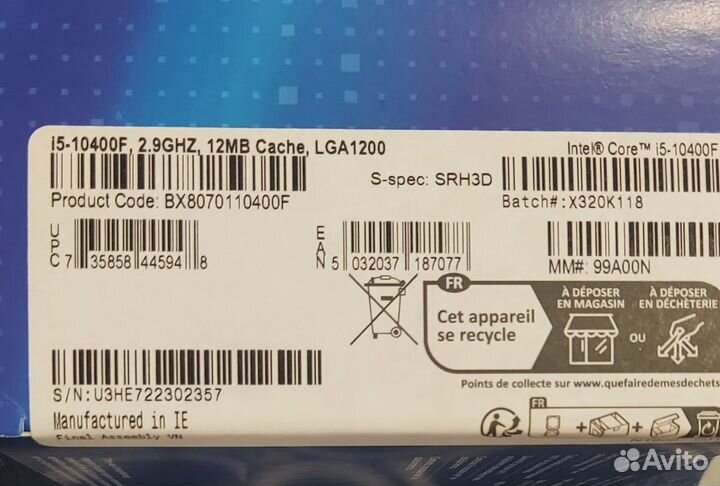 i5-10400F, 2.9GHZ, 12MB Cache, LGA1200
Intel® Core™ i5-10400F
S-spec: SRH3D
Product Code: BX8070110400F
Batch#: X320K118
UPC 7 35858 44594 8
EAN 5 032037 187077
MM#: 99A00N
FR
Cet appareil
se recycle
À DÉPOSER
EN MAGASIN
OU
À DÉPOSER
EN DÉCHÈTERIE
Points de collecte sur www.quefairedemesdechets
S/N: U3HE722302357
Manufactured in IE
Final Assembly VN
FR
+
+
Avito